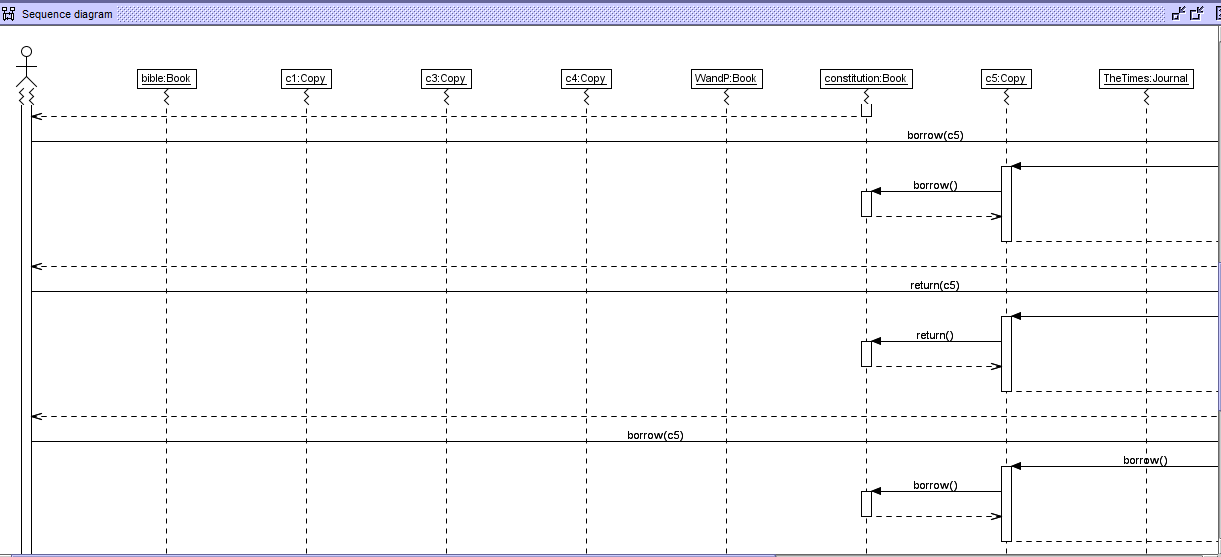 Sequence diagram
bible:Book
c1:Copy
c3:Copy
c4:Copy
WandP:Book
constitution:Book
c5:Copy
TheTimes:Journal
borrow(c5)
borrow()
return(c5)
return()
borrow(c5)
borrow()
borrow()